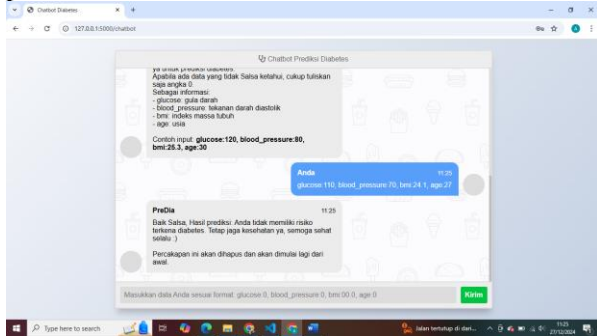 Chatbot Diabetes
127.0.0.1:5000/chatbot
Chatbot Prediksi Diabetes
ya untuk prediksi diabetes.
Apabila ada data yang tidak Salsa ketahui, cukup tuliskan
saja angka 0.
Sebagai informasi:
- glucose: gula darah
- blood_pressure: tekanan darah diastolik
- bmi: indeks massa tubuh
- age: usia
Contoh input: glucose:120, blood_pressure:80,
bmi:25.3, age:30
Anda 11:25
glucose:110, blood_pressure:70, bmi:24.1, age:27
PreDia 11:25
Baik Salsa, Hasil prediksi: Anda tidak memiliki risiko
terkena diabetes. Tetap jaga kesehatan ya, semoga sehat
selalu :)
Percakapan ini akan dihapus dan akan dimulai lagi dari
awal.
Masukkan data Anda sesuai format: glucose:0, blood_pressure:0, bmi:00.0, age:0
Kirim
Type here to search
Jalan tertutup di dari...
11:25
27/12/2024